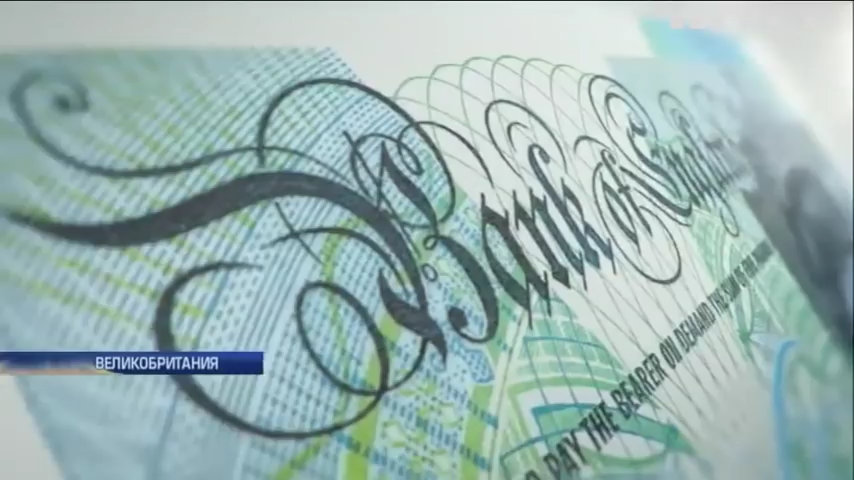 Bank of England
ВЕЛИКОБРИТАНИЯ
PAY THE BEARER ON DEMAND THE SUM OF